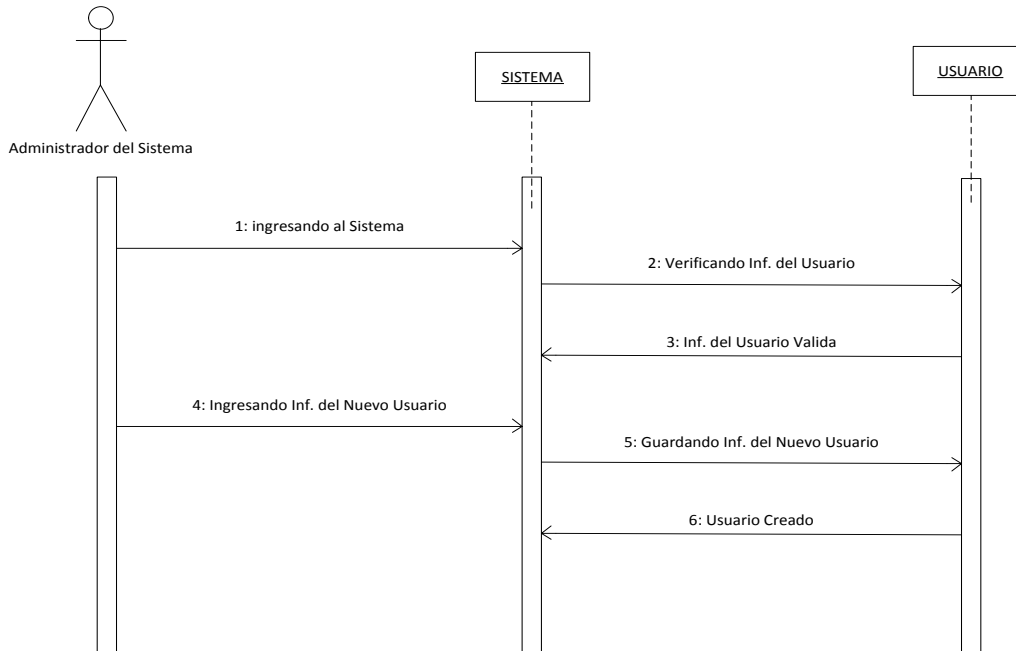 SISTEMA
USUARIO
Administrador del Sistema
1: ingresando al Sistema
2: Verificando Inf. del Usuario
3: Inf. del Usuario Valida
4: Ingresando Inf. del Nuevo Usuario
5: Guardando Inf. del Nuevo Usuario
6: Usuario Creado